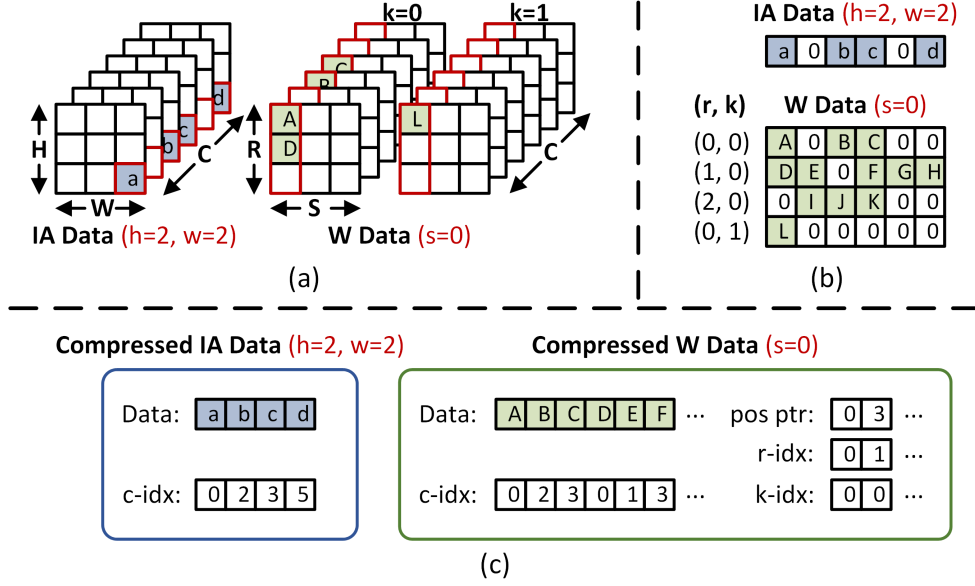 k=0 k=1
C
B
d
c
b
a
A
D
L
H
R
C
C
W
S
IA Data (h=2, w=2)
W Data (s=0)
(a)
IA Data (h=2, w=2)
a 0 b c 0 d
(r, k) W Data (s=0)
(0, 0) A 0 B C 0 0
(1, 0) D E 0 F G H
(2, 0) 0 I J K 0 0
(0, 1) L 0 0 0 0 0
(b)
Compressed IA Data (h=2, w=2)
Data: a b c d
c-idx: 0 2 3 5
Compressed W Data (s=0)
Data: A B C D E F ...
pos ptr: 0 3 ...
r-idx: 0 1 ...
c-idx: 0 2 3 0 1 3 ...
k-idx: 0 0 ...
(c)